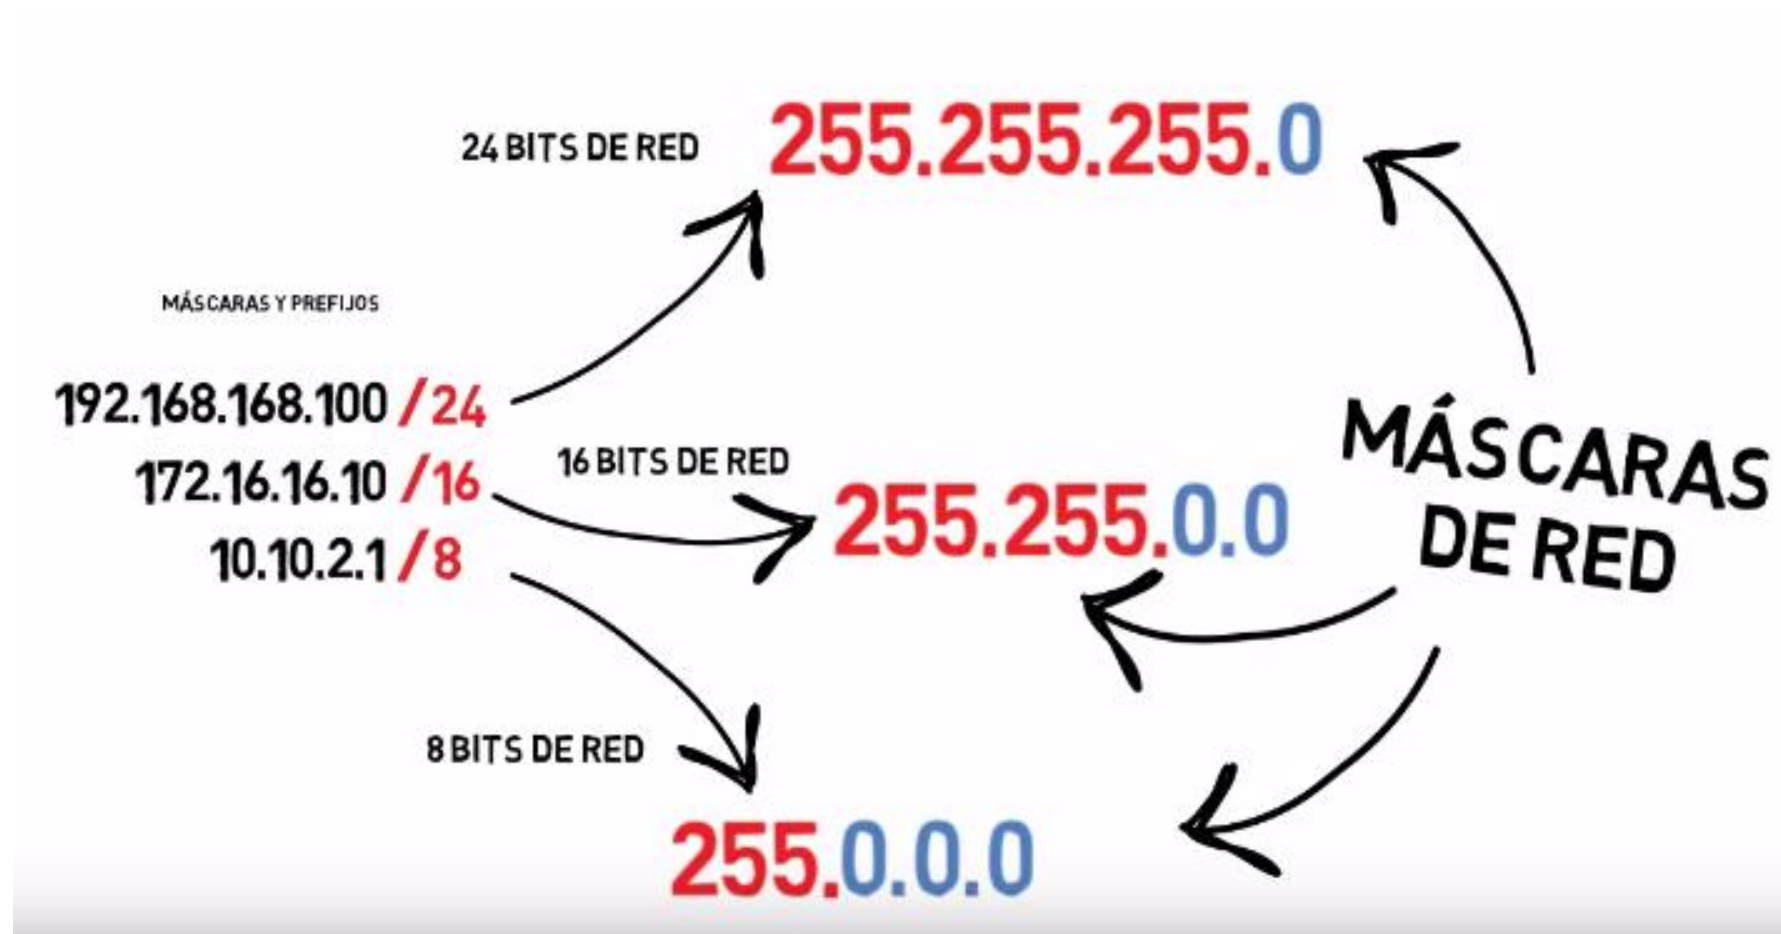 24 BITS DE RED
255.255.255.0
MÁSCARAS Y PREFIJOS
192.168.168.100 /24
172.16.16.10 /16
10.10.2.1 /8
16 BITS DE RED
255.255.0.0
MÁSCARAS
DE RED
8 BITS DE RED
255.0.0.0